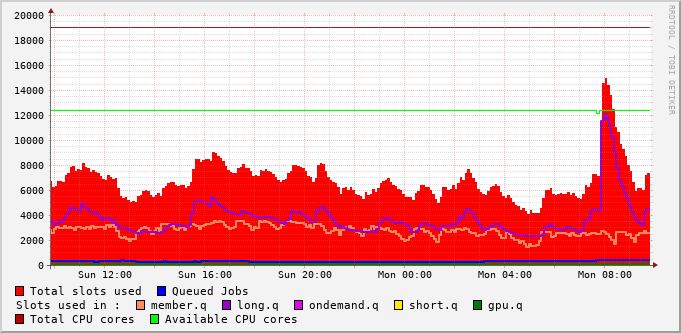 20000
18000
16000
14000
12000
10000
8000
6000
4000
2000
0
Sun 12:00 Sun 16:00 Sun 20:00 Mon 00:00 Mon 04:00 Mon 08:00
RRDTOOL / TOBI OETIKER
Total slots used Queued Jobs
Slots used in : member.q long.q ondemand.q short.q gpu.q
Total CPU cores Available CPU cores